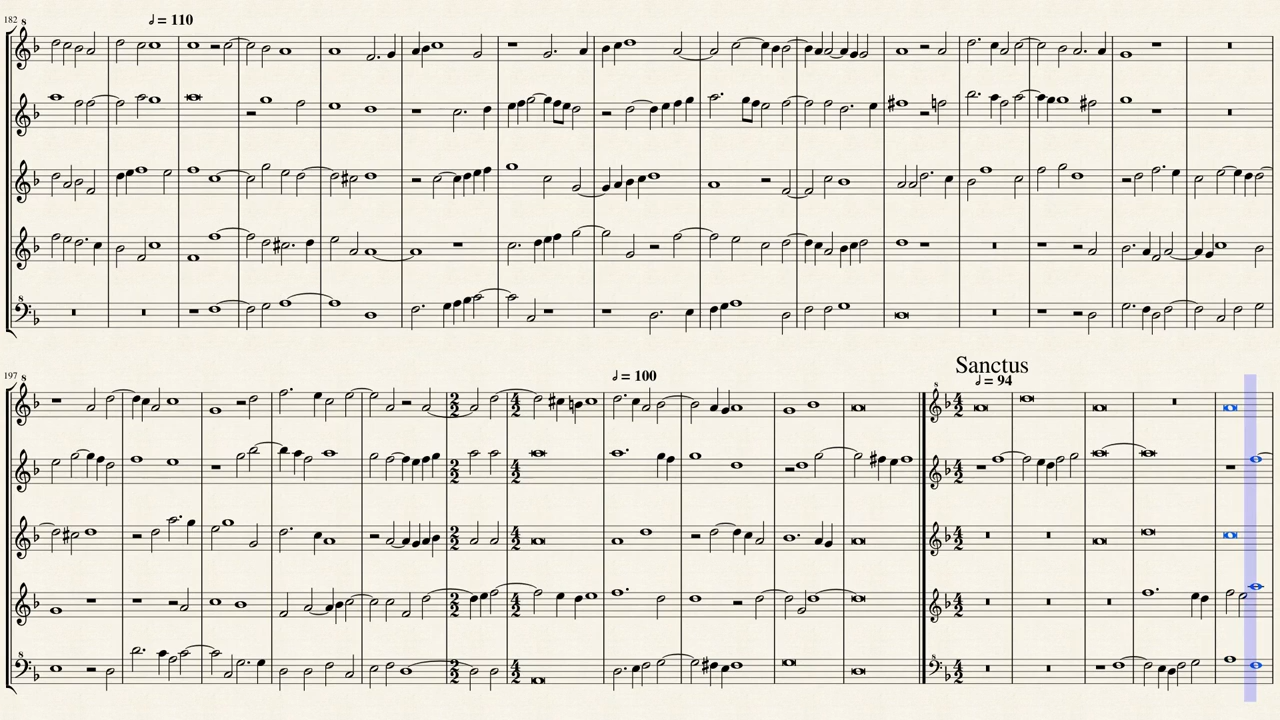 182
♩ = 110
197
♩ = 100
Sanctus
♩ = 94